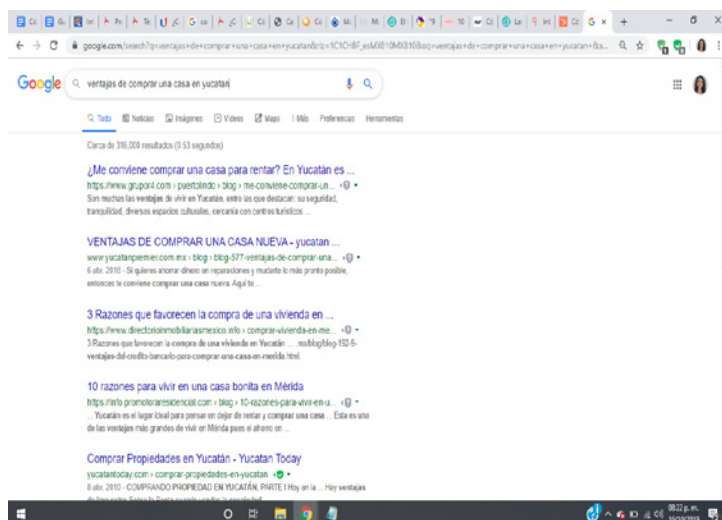 google.com/search?q=ventajas+de+comprar+una+casa+en+yucatan
Google
ventajas de comprar una casa en yucatan
Todo Noticias Imágenes Vídeos Maps Más Preferencias Herramientas
Cerca de 316,000 resultados (0.53 segundos)
¿Me conviene comprar una casa para rentar? En Yucatán es ...
https://www.grupor4.com › puertolindo › blog › me-conviene-comprar-un...
Son muchas las ventajas de vivir en Yucatán, entre las que destacan: su seguridad,
tranquilidad, diversos espacios culturales, cercanía con centros turísticos ...
VENTAJAS DE COMPRAR UNA CASA NUEVA - yucatan ...
www.yucatanpremier.com.mx › blog › blog-577-ventajas-de-comprar-una...
6 abr. 2018 - Si quieres ahorrar dinero en reparaciones y mudarte lo más pronto posible,
entonces te conviene comprar una casa nueva. Aquí te ...
3 Razones que favorecen la compra de una vivienda en ...
https://www.directorioinmobiliariasmexico.info › comprar-vivienda-en-me...
3 Razones que favorecen la compra de una vivienda en Yucatán ... .mx/blog/blog-152-5-
ventajas-del-credito-bancario-para-comprar-una-casa-en-merida.html.
10 razones para vivir en una casa bonita en Mérida
https://info.promotoraresidencial.com › blog › 10-razones-para-vivir-en-u...
... Yucatán es el lugar ideal para pensar en dejar de rentar y comprar una casa ... Esta es una
de las ventajas más grandes de vivir en Mérida pues el ahorro en ...
Comprar Propiedades en Yucatán - Yucatan Today
yucatantoday.com › comprar-propiedades-en-yucatan
8 abr. 2010 - COMPRANDO PROPIEDAD EN YUCATÁN, PARTE I Hoy en la ... Hay ventajas
08:22 p.m.